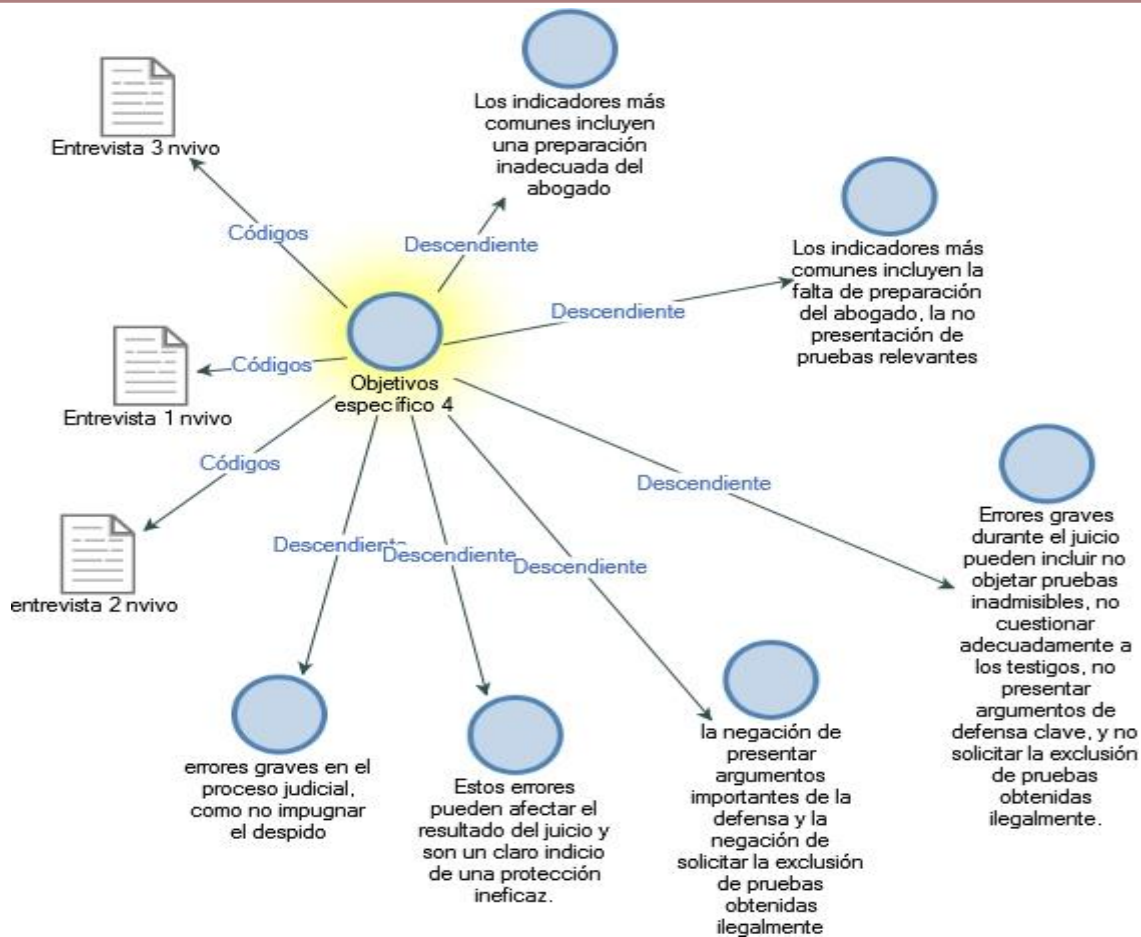 Los indicadores más
comunes incluyen
una preparación
inadecuada del
abogado
Entrevista 3 nvivo
Códigos
Descendiente
Los indicadores más
comunes incluyen la
falta de preparación
del abogado, la no
presentación de
pruebas relevantes
Descendiente
Códigos
Entrevista 1 nvivo
Objetivos
específico 4
Códigos
entrevista 2 nvivo
Descendiente
Descendiente
Descendiente
Descendiente
Errores graves
durante el juicio
pueden incluir no
objetar pruebas
inadmisibles, no
cuestionar
adecuadamente a
los testigos, no
presentar
argumentos de
defensa clave, y no
solicitar la exclusión
de pruebas
obtenidas
ilegalmente.
errores graves en el
proceso judicial,
como no impugnar
el despido
Estos errores
pueden afectar el
resultado del juicio y
son un claro indicio
de una protección
ineficaz.
la negación de
presentar
argumentos
importantes de la
defensa y la
negación de
solicitar la exclusión
de pruebas
obtenidas
ilegalmente